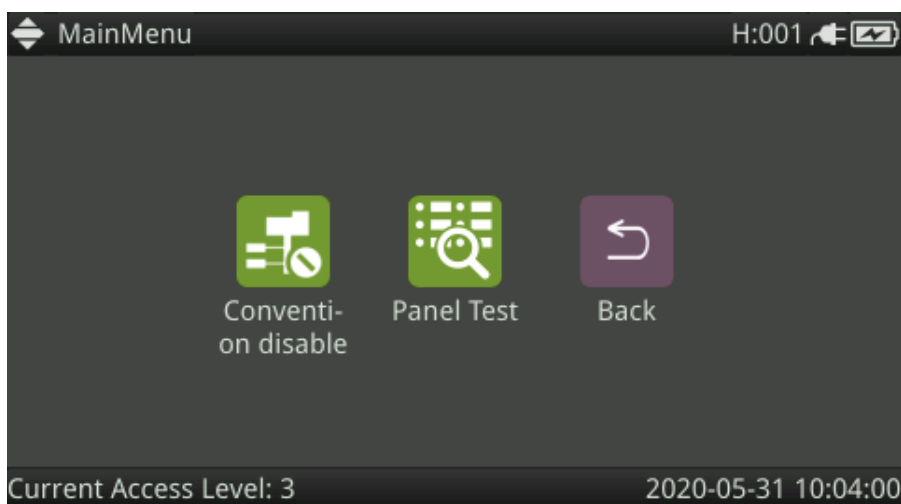 MainMenu H:001
Conventi-
on disable
Panel Test
Back
Current Access Level: 3 2020-05-31 10:04:00